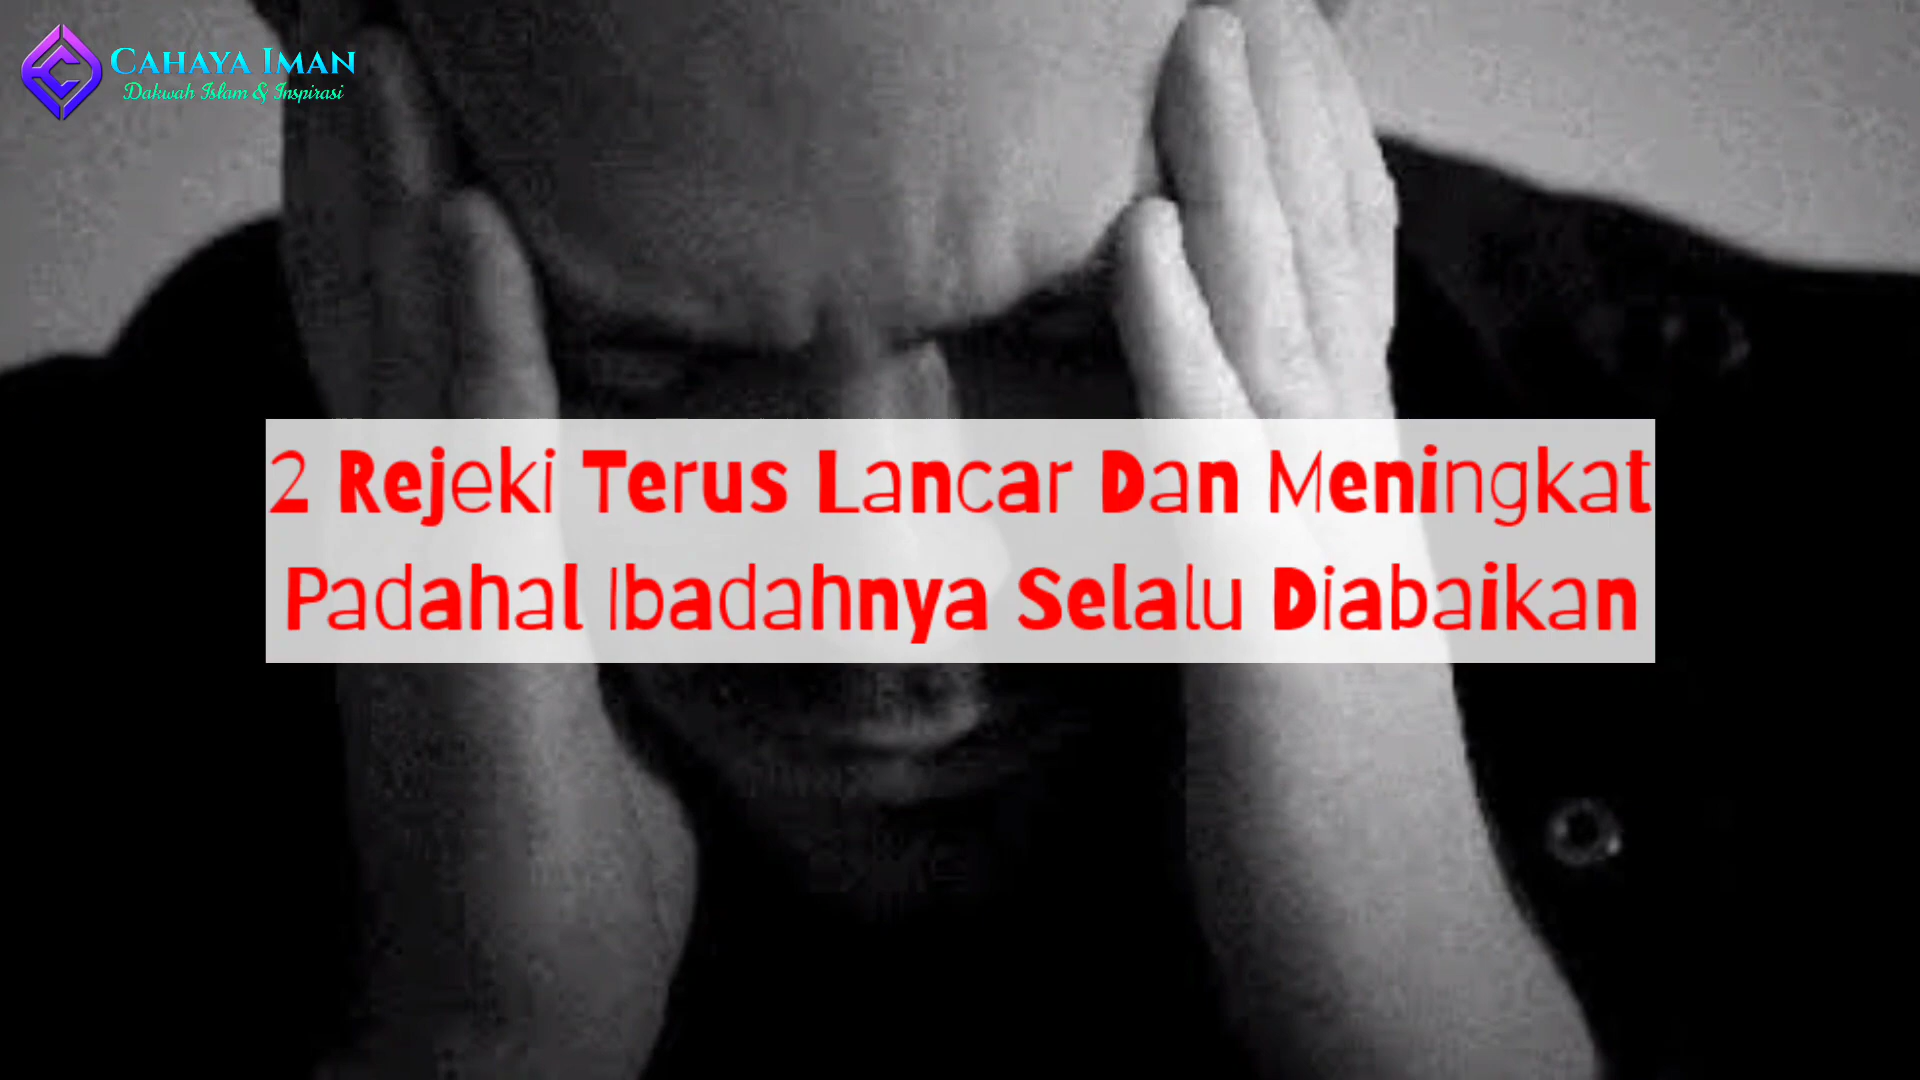 Cahaya Iman
Dakwah Islam & Inspirasi
2 Rejeki Terus Lancar Dan Meningkat
Padahal Ibadahnya Selalu Diabaikan